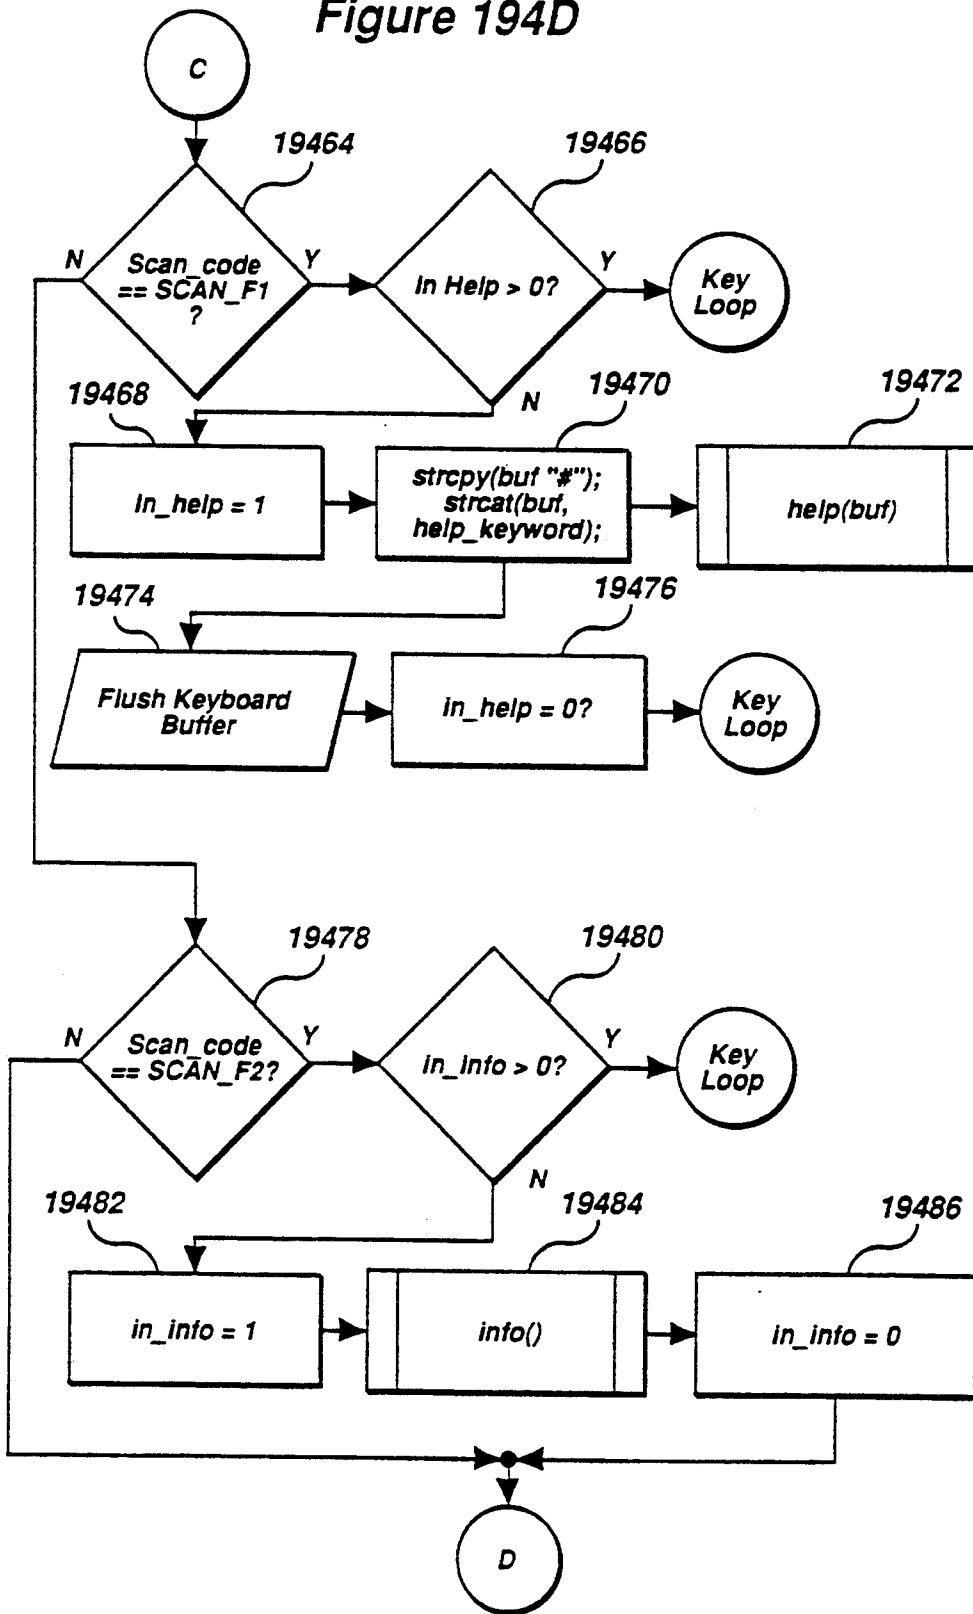 Figure 194D
C
19464
19466
N
Scan_code
== SCAN_F1
?
Y
In Help > 0?
Y
Key
Loop
N
19468
19470
19472
In_help = 1
strcpy(buf "#");
strcat(buf,
help_keyword);
help(buf)
19474
19476
Flush Keyboard
Buffer
in_help = 0?
Key
Loop
19478
19480
N
Scan_code
== SCAN_F2?
Y
in_info > 0?
Y
Key
Loop
N
19482
19484
19486
in_info = 1
info()
in_info = 0
D